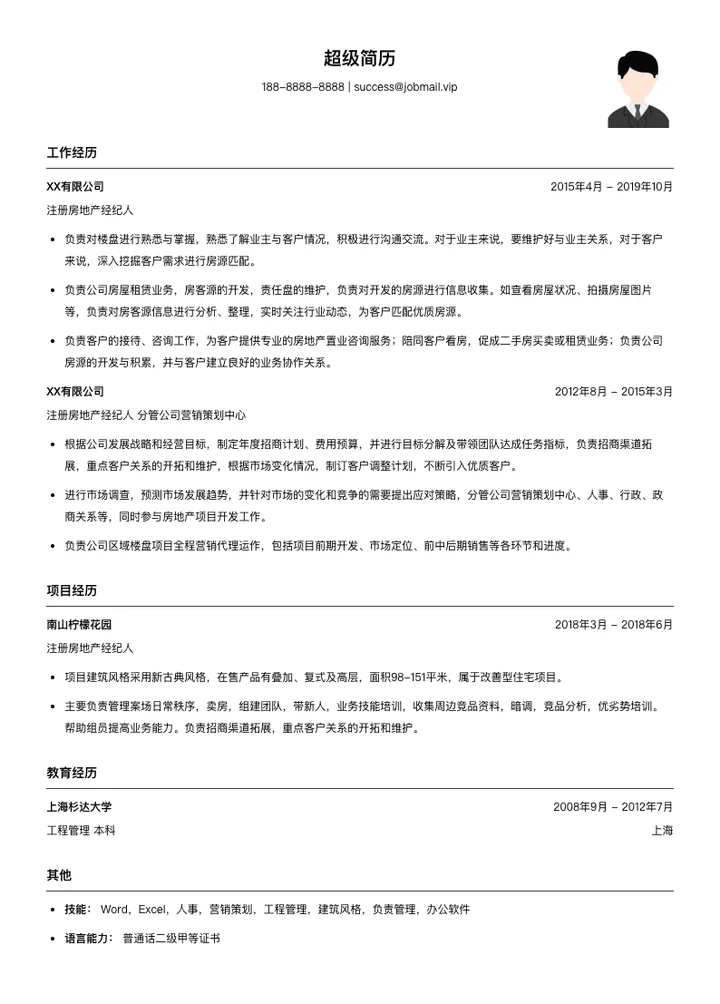 超级简历
188-8888-8888 | success@jobmail.vip
工作经历
XX有限公司 2015年4月 – 2019年10月
注册房地产经纪人
• 负责对楼盘进行熟悉与掌握，熟悉了解业主与客户情况，积极进行沟通交流。对于业主来说，要维护好与业主关系，对于客户
来说，深入挖掘客户需求进行房源匹配。
• 负责公司房屋租赁业务，房客源的开发，责任盘的维护，负责对开发的房源进行信息收集。如查看房屋状况、拍摄房屋图片
等，负责对房客源信息进行分析、整理，实时关注行业动态，为客户匹配优质房源。
• 负责客户的接待、咨询工作，为客户提供专业的房地产置业咨询服务；陪同客户看房，促成二手房买卖或租赁业务；负责公司
房源的开发与积累，并与客户建立良好的业务协作关系。
XX有限公司 2012年8月 – 2015年3月
注册房地产经纪人 分管公司营销策划中心
• 根据公司发展战略和经营目标，制定年度招商计划、费用预算，并进行目标分解及带领团队达成任务指标，负责招商渠道拓
展，重点客户关系的开拓和维护，根据市场变化情况，制订客户调整计划，不断引入优质客户。
• 进行市场调查，预测市场发展趋势，并针对市场的变化和竞争的需要提出应对策略，分管公司营销策划中心、人事、行政、政
商关系等，同时参与房地产项目开发工作。
• 负责公司区域楼盘项目全程营销代理运作，包括项目前期开发、市场定位、前中后期销售等各环节和进度。
项目经历
南山柠檬花园 2018年3月 – 2018年6月
注册房地产经纪人
• 项目建筑风格采用新古典风格，在售产品有叠加、复式及高层，面积98–151平米，属于改善型住宅项目。
• 主要负责管理案场日常秩序，卖房，组建团队，带新人，业务技能培训，收集周边竞品资料，暗调，竞品分析，优劣势培训。
帮助组员提高业务能力。负责招商渠道拓展，重点客户关系的开拓和维护。
教育经历
上海杉达大学 2008年9月 – 2012年7月
工程管理 本科 上海
其他
• 技能： Word，Excel，人事，营销策划，工程管理，建筑风格，负责管理，办公软件
• 语言能力： 普通话二级甲等证书